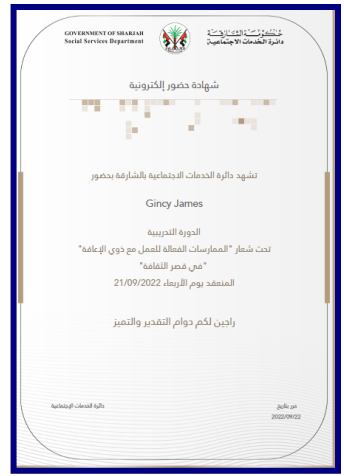 GOVERNMENT OF SHARJAH
Social Services Department
حكومة الشارقة
دائرة الخدمات الاجتماعية
شهادة حضور إلكترونية
تشهد دائرة الخدمات الاجتماعية بالشارقة بحضور
Gincy James
الدورة التدريبية
تحت شعار "الممارسات الفعالة للعمل مع ذوي الإعاقة"
"في قصر الثقافة"
المنعقد يوم الأربعاء 21/09/2022
راجين لكم دوام التقدير والتميز
حرر بتاريخ
2022/09/22
دائرة الخدمات الإجتماعية